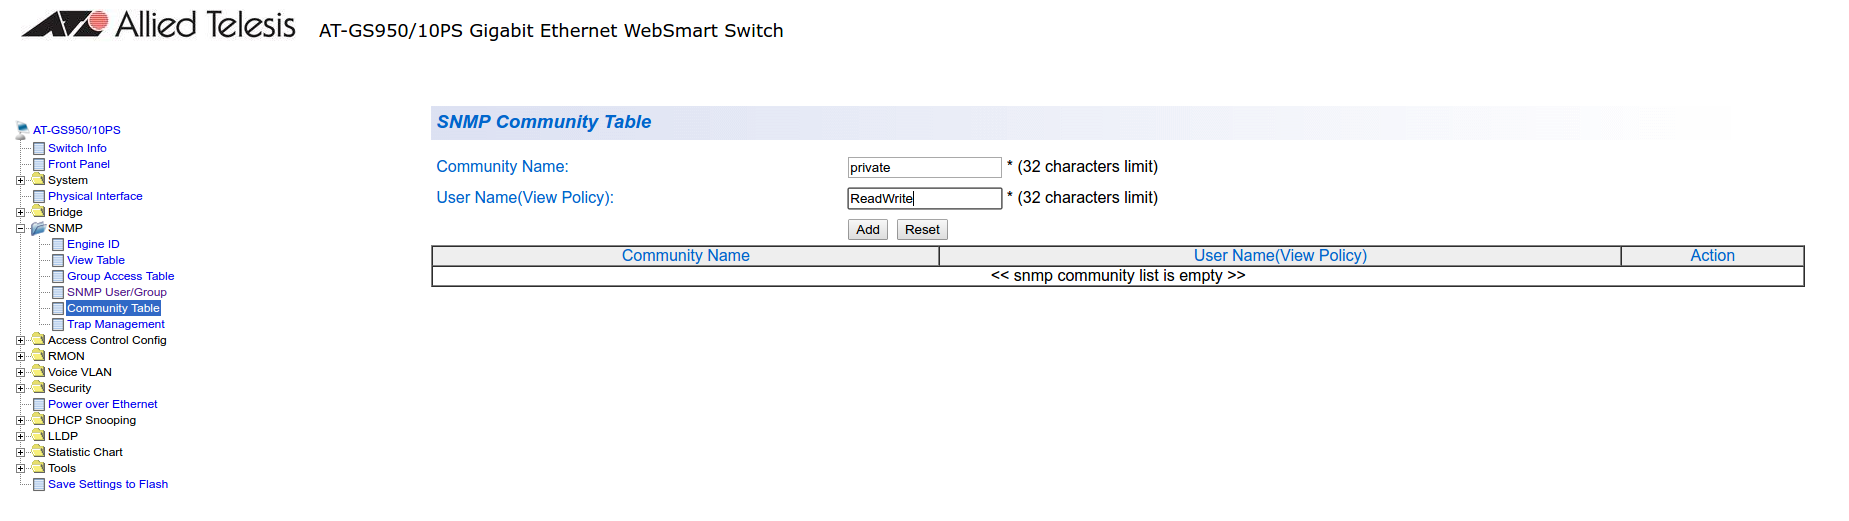 Allied Telesis
AT-GS950/10PS Gigabit Ethernet WebSmart Switch
AT-GS950/10PS
Switch Info
Front Panel
System
Physical Interface
Bridge
SNMP
Engine ID
View Table
Group Access Table
SNMP User/Group
Community Table
Trap Management
Access Control Config
RMON
Voice VLAN
Security
Power over Ethernet
DHCP Snooping
LLDP
Statistic Chart
Tools
Save Settings to Flash
SNMP Community Table
Community Name: private * (32 characters limit)
User Name(View Policy): ReadWrite * (32 characters limit)
Add Reset
Community Name User Name(View Policy) Action
<< snmp community list is empty >>